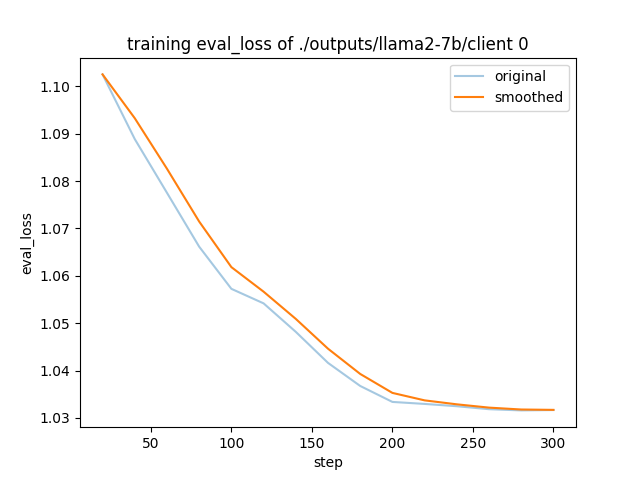 training eval_loss of ./outputs/llama2-7b/client 0
original
smoothed
1.10
1.09
1.08
1.07
1.06
1.05
1.04
1.03
eval_loss
50 100 150 200 250 300
step